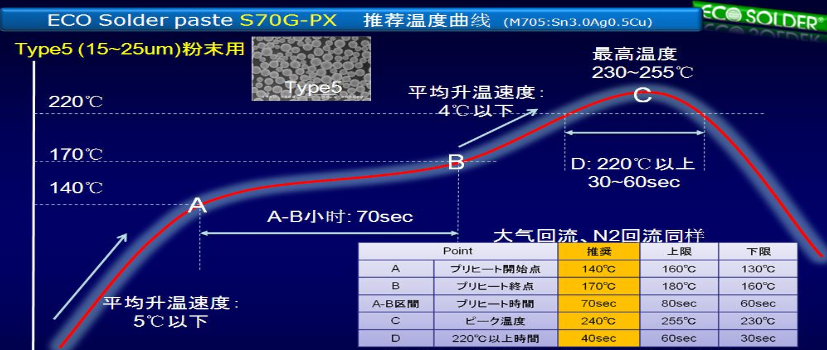 ECO Solder paste S70G-PX 推荐温度曲线 (M705:Sn3.0Ag0.5Cu)
ECO SOLDER®
Type5 (15~25um)粉末用
Type5
最高温度
230~255℃
C
平均升温速度:
4℃以下
220℃
170℃
140℃
B
A
D: 220℃以上
30~60sec
A-B小时: 70sec
大气回流、N2回流同样
平均升温速度:
5℃以下
Point 推奨 上限 下限
A プリヒート開始点 140℃ 160℃ 130℃
B プリヒート終点 170℃ 180℃ 160℃
A-B区間 プリヒート時間 70sec 80sec 60sec
C ピーク温度 240℃ 255℃ 230℃
D 220℃以上時間 40sec 60sec 30sec